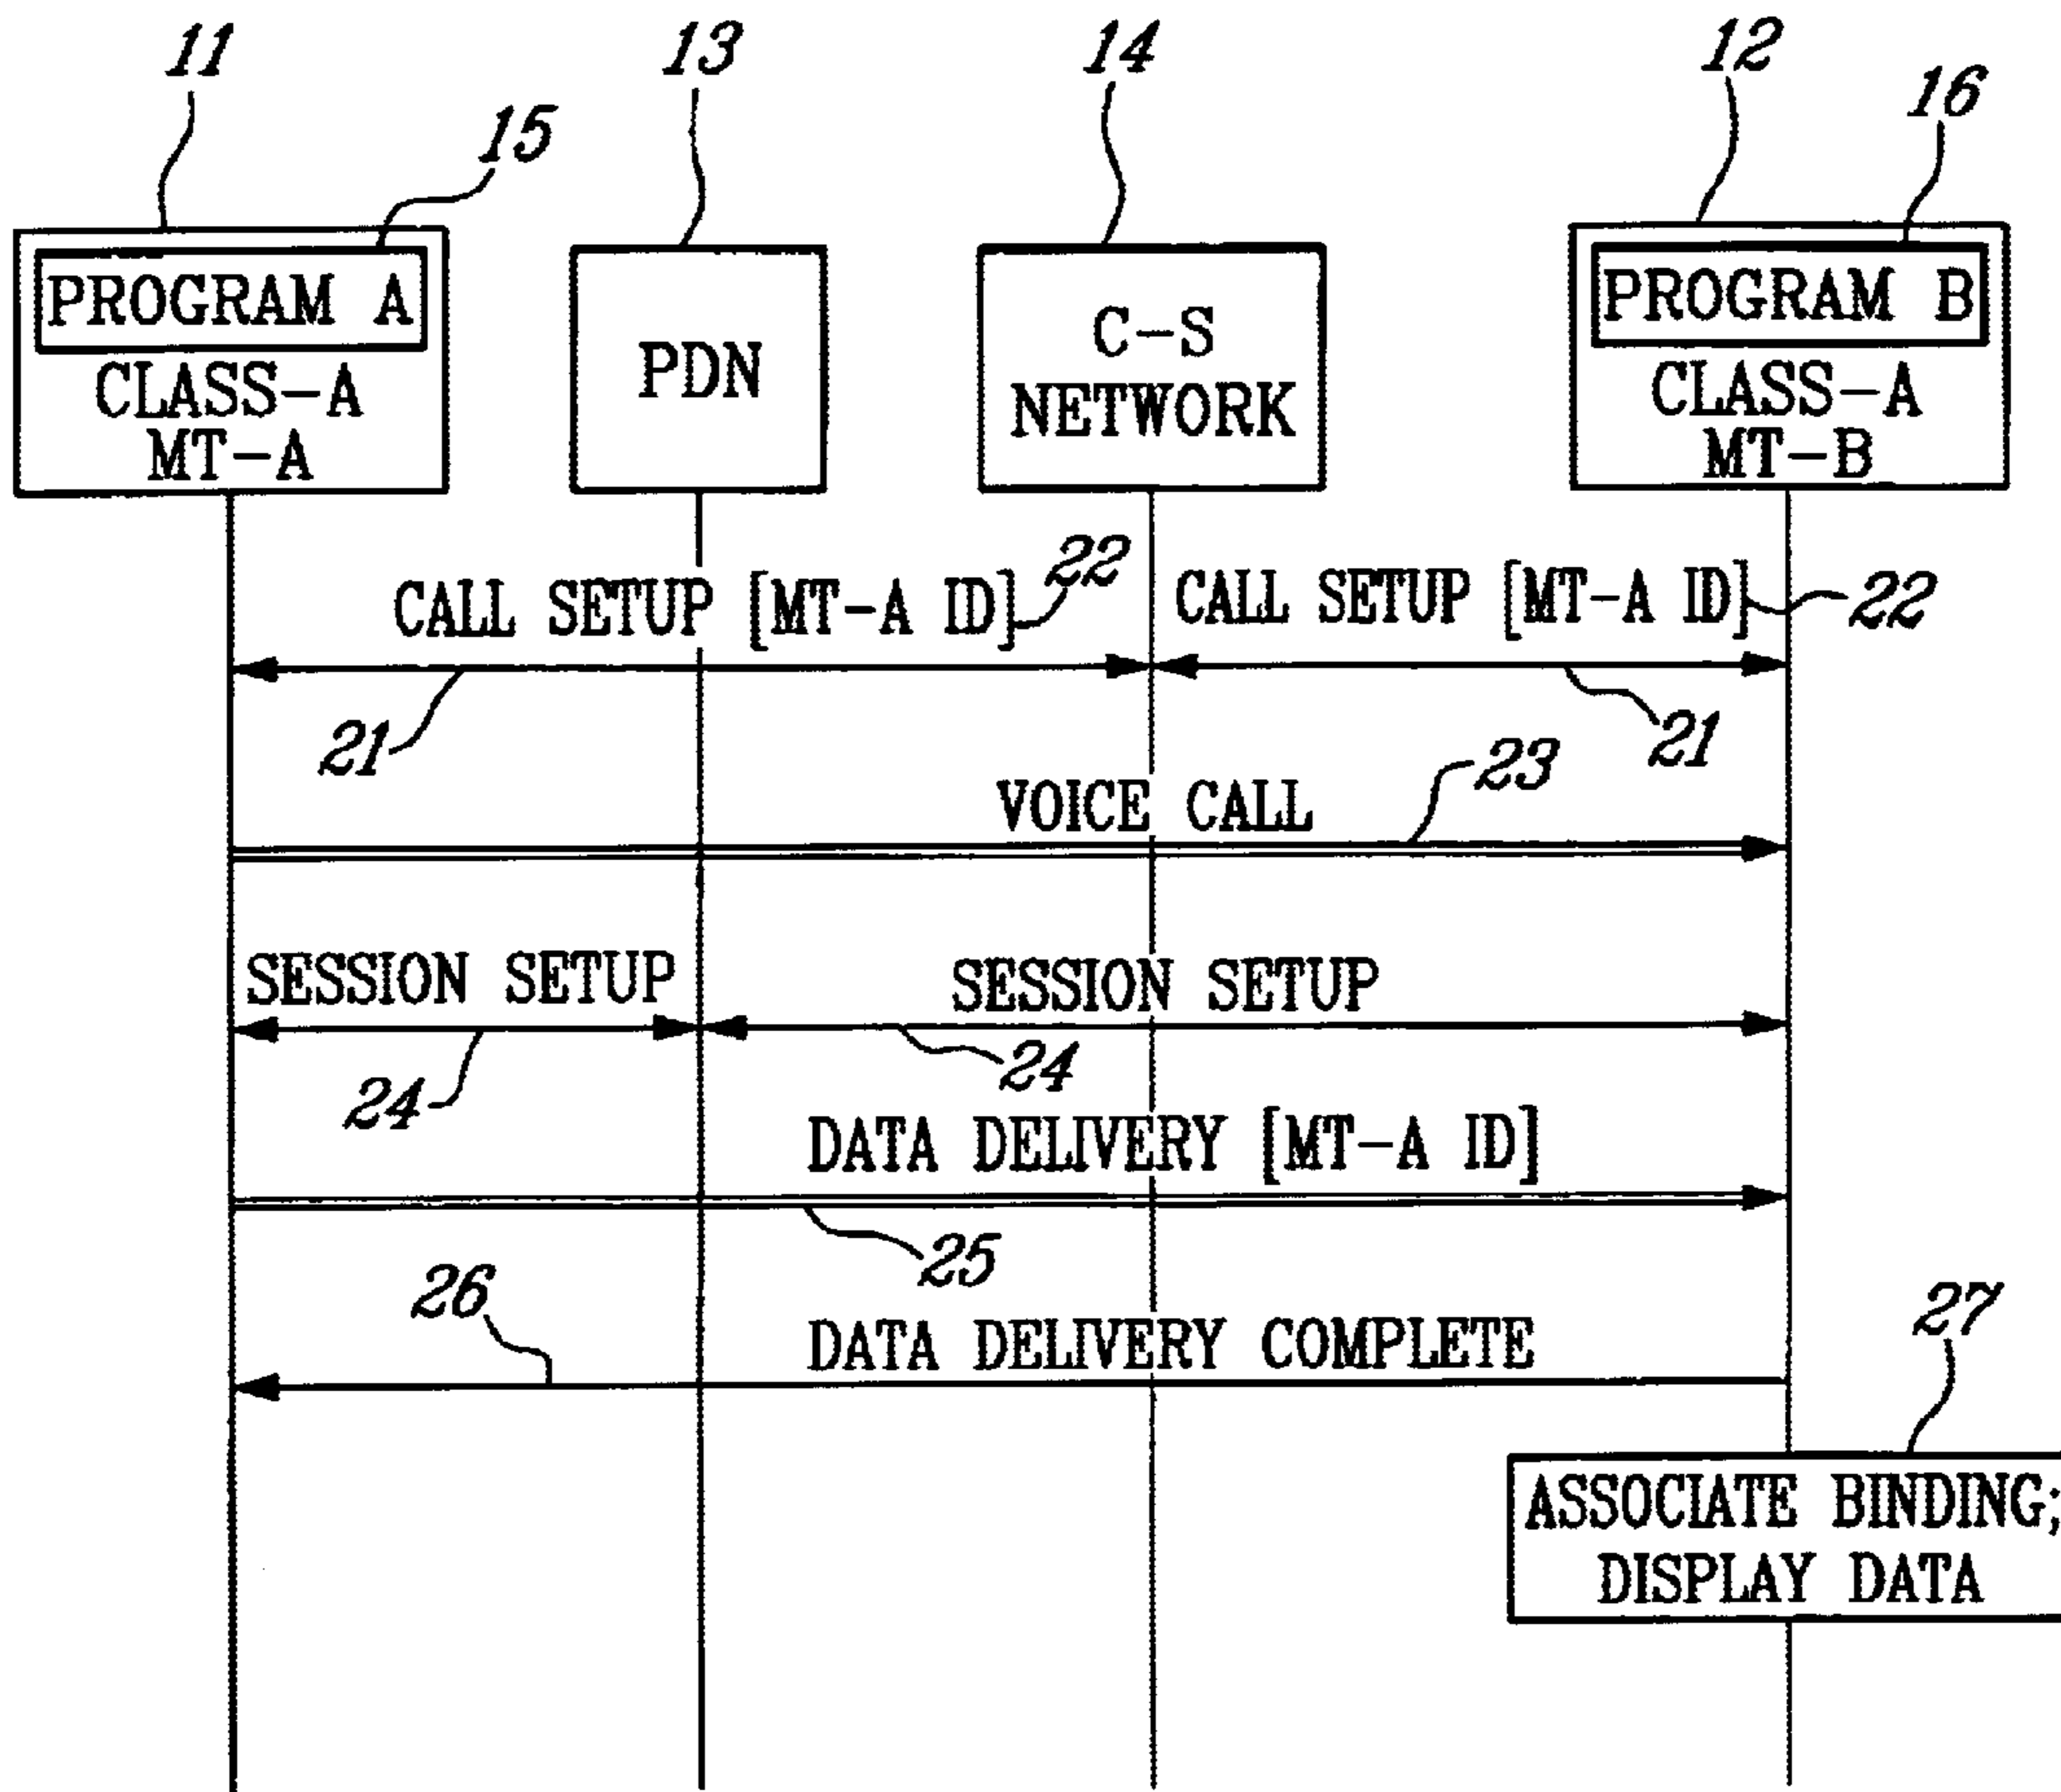 11
13
14
12
15
16
PROGRAM A
CLASS-A
MT-A
PDN
C-S
NETWORK
PROGRAM B
CLASS-A
MT-B
CALL SETUP [MT-A ID]
22
CALL SETUP [MT-A ID]
22
21
21
VOICE CALL
23
SESSION SETUP
SESSION SETUP
24
24
DATA DELIVERY [MT-A ID]
25
26
DATA DELIVERY COMPLETE
27
ASSOCIATE BINDING;
DISPLAY DATA